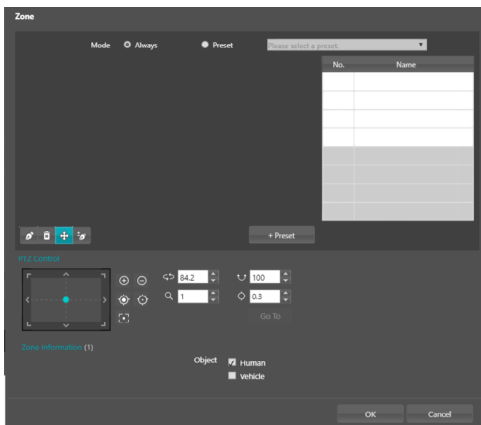 Zone
Mode Always Preset Please select a preset.
No. Name
+ Preset
PTZ Control
84.2 100
1 0.3
Go To
Zone Information (1)
Object Human
Vehicle
OK Cancel